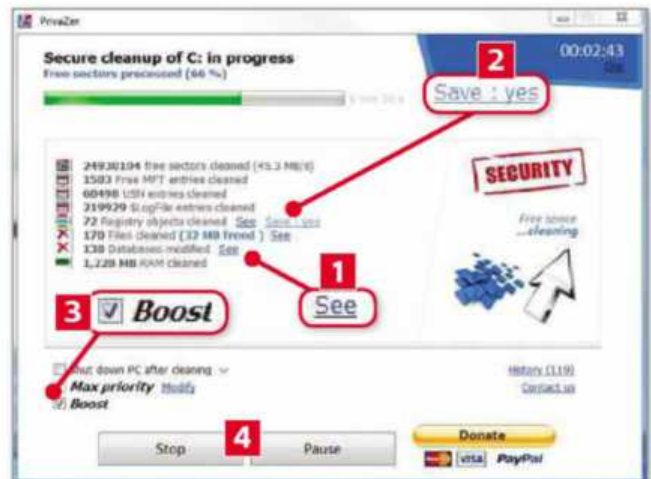 PrivaZer
Secure cleanup of C: in progress
Free sectors processed (66 %)
00:02:43
2
Save : yes
24930104 free sectors cleaned (45.3 MB/s)
1503 Free MFT entries cleaned
60498 USN entries cleaned
219929 $LogFile entries cleaned
72 Registry objects cleaned See Save : yes
170 Files cleaned (32 MB freed ) See
130 Databases modified See
1,220 MB RAM cleaned
SECURITY
Free space
...cleaning
1
See
3
Boost
Shut down PC after cleaning
Max priority Modify
Boost
History (119)
Contact us
4
Stop
Pause
Donate
VISA PayPal